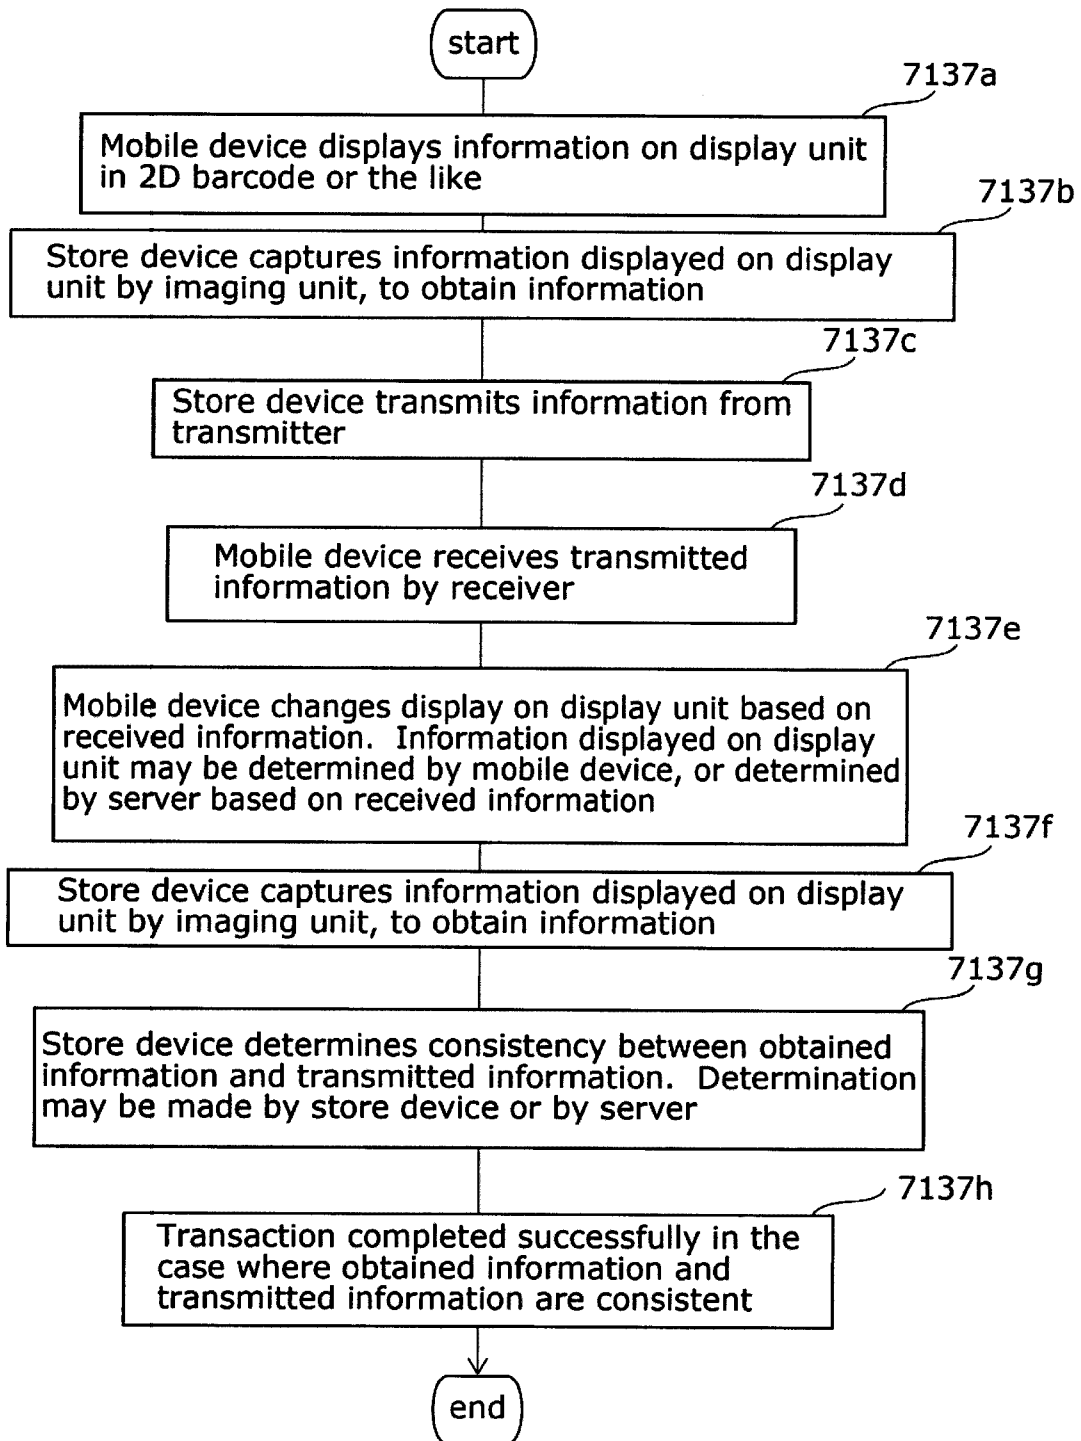 start
7137a
Mobile device displays information on display unit
in 2D barcode or the like
7137b
Store device captures information displayed on display
unit by imaging unit, to obtain information
7137c
Store device transmits information from
transmitter
7137d
Mobile device receives transmitted
information by receiver
7137e
Mobile device changes display on display unit based on
received information. Information displayed on display
unit may be determined by mobile device, or determined
by server based on received information
7137f
Store device captures information displayed on display
unit by imaging unit, to obtain information
7137g
Store device determines consistency between obtained
information and transmitted information. Determination
may be made by store device or by server
7137h
Transaction completed successfully in the
case where obtained information and
transmitted information are consistent
end